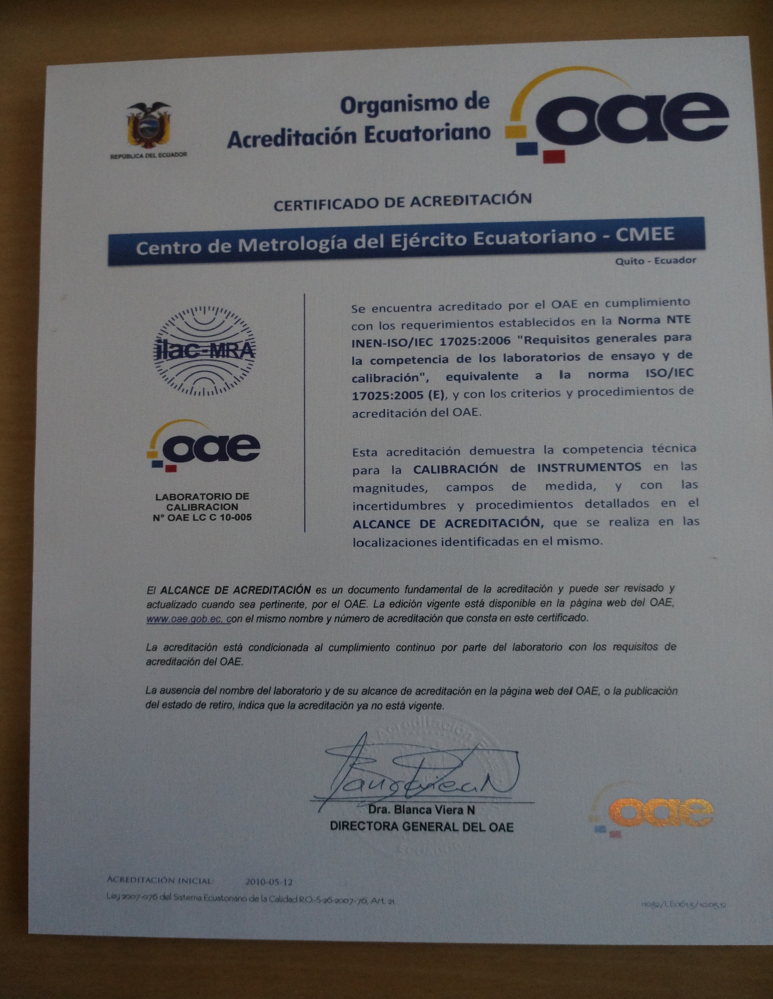 REPÚBLICA DEL ECUADOR
Organismo de
Acreditación Ecuatoriano
oae
CERTIFICADO DE ACREDITACIÓN
Centro de Metrología del Ejército Ecuatoriano - CMEE
Quito - Ecuador
ilac-MRA
oae
LABORATORIO DE
CALIBRACION
N° OAE LC C 10-005
Se encuentra acreditado por el OAE en cumplimiento
con los requerimientos establecidos en la Norma NTE
INEN-ISO/IEC 17025:2006 "Requisitos generales para
la competencia de los laboratorios de ensayo y de
calibración", equivalente a la norma ISO/IEC
17025:2005 (E), y con los criterios y procedimientos de
acreditación del OAE.
Esta acreditación demuestra la competencia técnica
para la CALIBRACIÓN de INSTRUMENTOS en las
magnitudes, campos de medida, y con las
incertidumbres y procedimientos detallados en el
ALCANCE DE ACREDITACIÓN, que se realiza en las
localizaciones identificadas en el mismo.
El ALCANCE DE ACREDITACIÓN es un documento fundamental de la acreditación y puede ser revisado y
actualizado cuando sea pertinente, por el OAE. La edición vigente está disponible en la página web del OAE,
www.oae.gob.ec, con el mismo nombre y número de acreditación que consta en este certificado.
La acreditación está condicionada al cumplimiento continuo por parte del laboratorio con los requisitos de
acreditación del OAE.
La ausencia del nombre del laboratorio y de su alcance de acreditación en la página web del OAE, o la publicación
del estado de retiro, indica que la acreditación ya no está vigente.
Dra. Blanca Viera N
DIRECTORA GENERAL DEL OAE
oae
ACREDITACIÓN INICIAL: 2010-05-12
Ley 2007-076 del Sistema Ecuatoriano de la Calidad R.O.-S-26-2007-76, Art. 21.